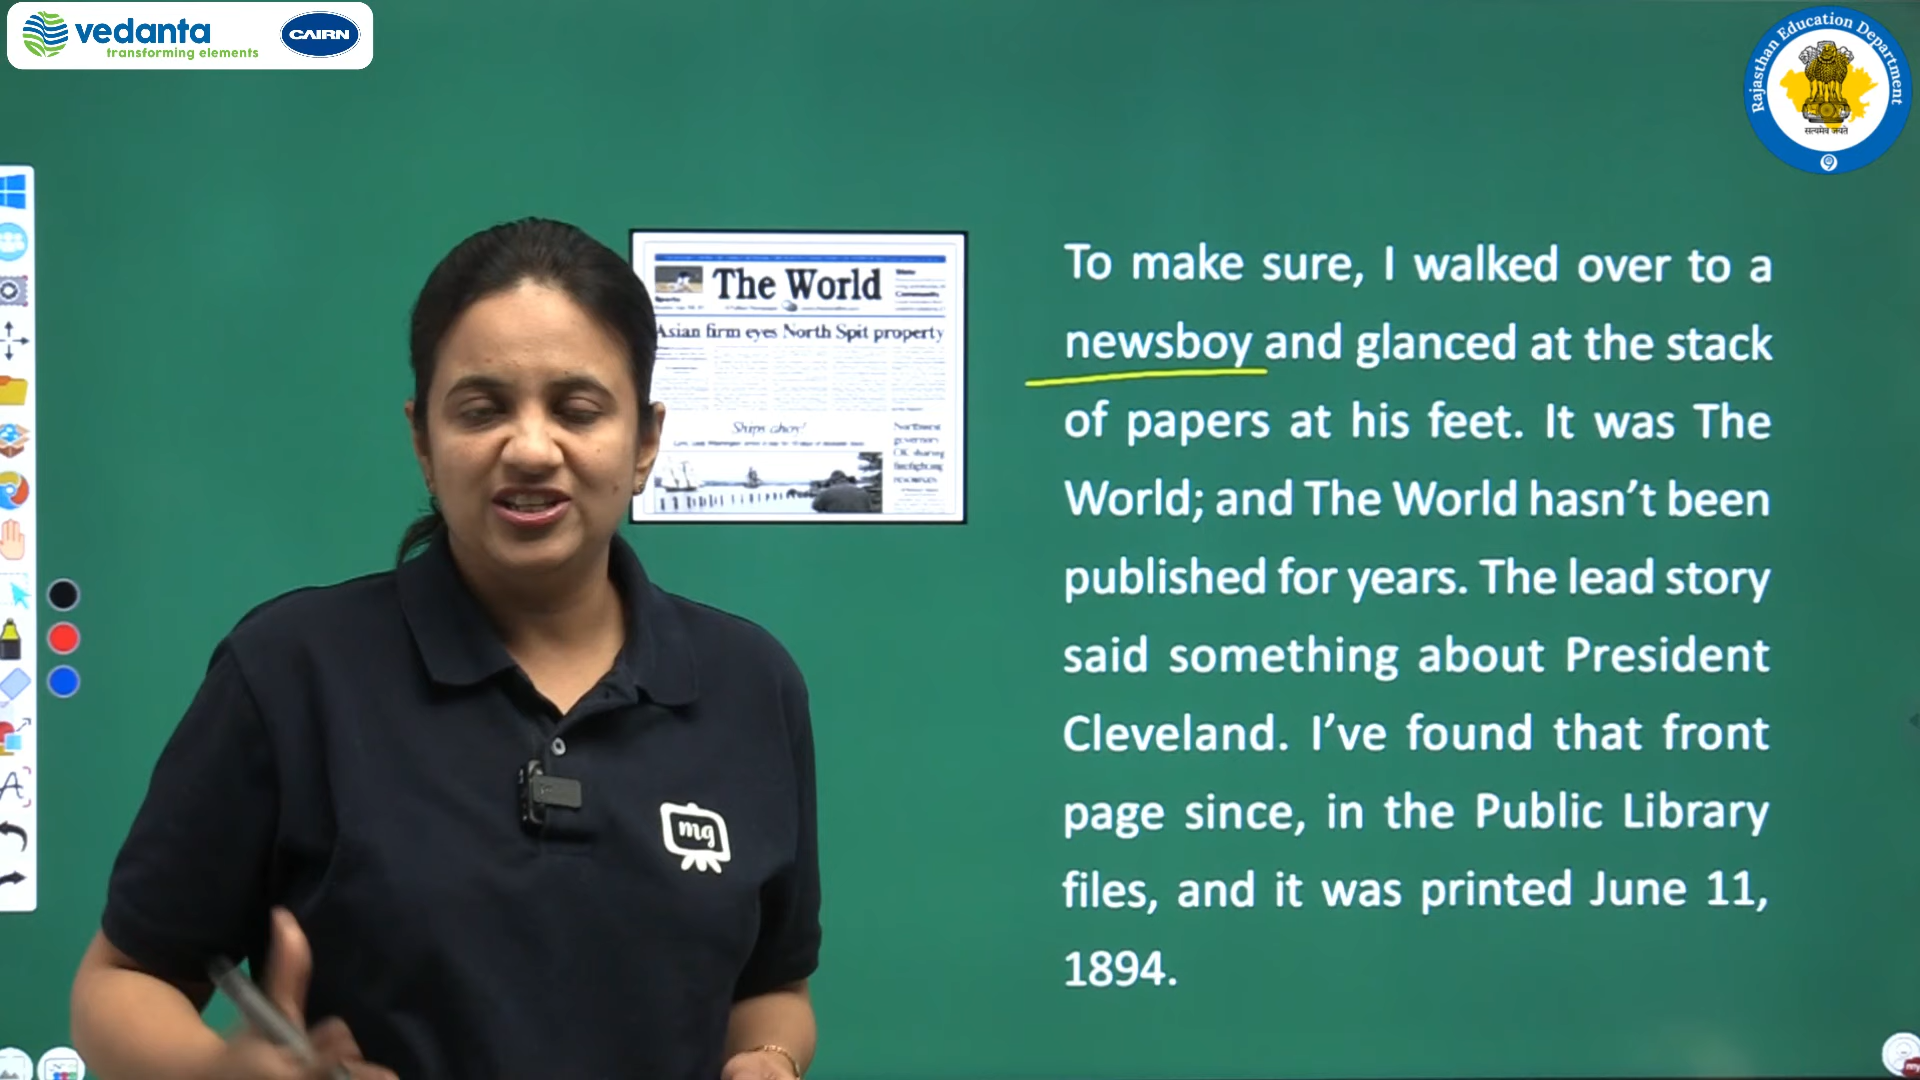 vedanta
transforming elements
CAIRN
Rajasthan Education Department
सत्यमेव जयते
The World
Asian firm eyes North Spit property
Ships ahoy!
mg
To make sure, I walked over to a
newsboy and glanced at the stack
of papers at his feet. It was The
World; and The World hasn’t been
published for years. The lead story
said something about President
Cleveland. I’ve found that front
page since, in the Public Library
files, and it was printed June 11,
1894.